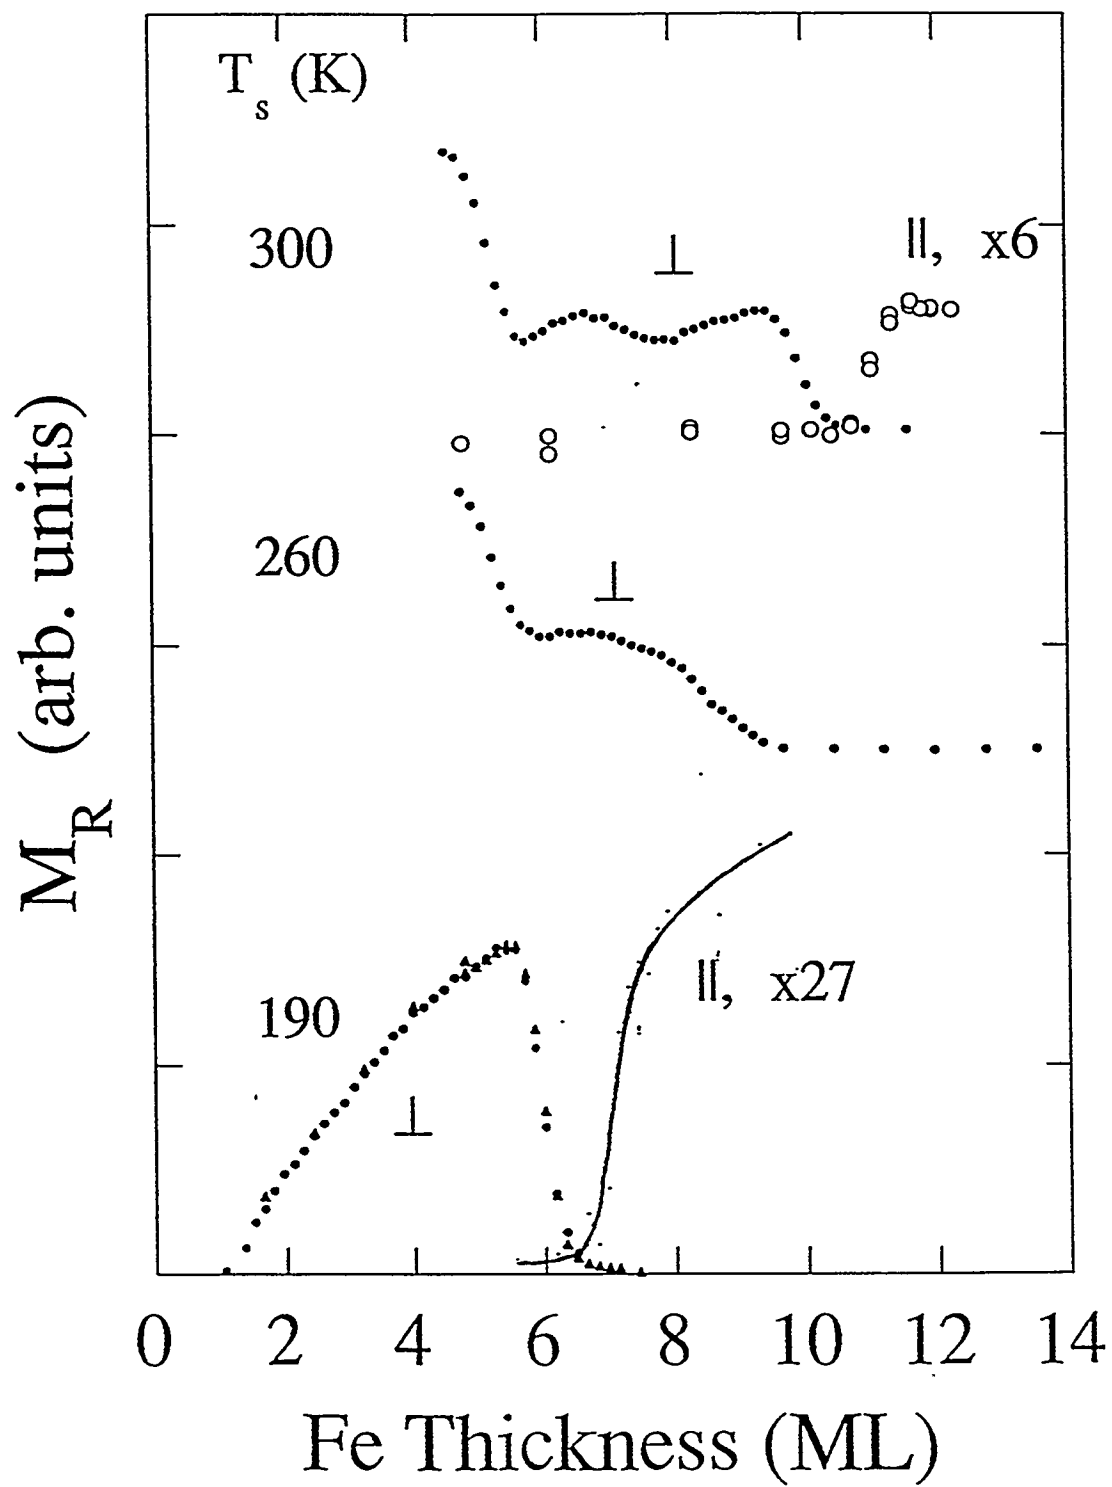 T_s (K)
300
⊥
||, x6
260
⊥
190
⊥
||, x27
M_R (arb. units)
0 2 4 6 8 10 12 14
Fe Thickness (ML)